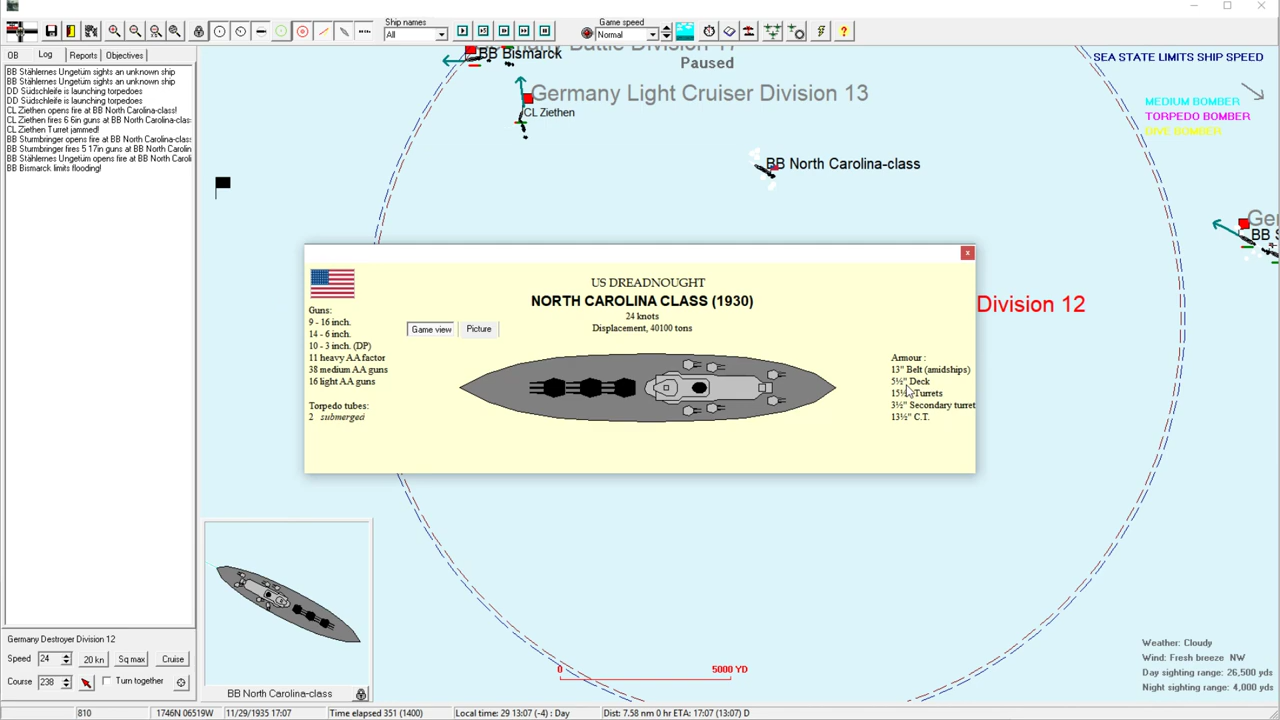 Ship names
Game speed
All
Normal
OB
Log
Reports
Objectives
BB Stählernes Ungetüm sights an unknown ship
BB Stählernes Ungetüm sights an unknown ship
DD Südschleife is launching torpedoes
DD Südschleife is launching torpedoes
CL Ziethen opens fire at BB North Carolina-class!
CL Ziethen fires 6 6in guns at BB North Carolina-clas
CL Ziethen Turret jammed!
BB Sturmbringer opens fire at BB North Carolina-clas
BB Sturmbringer fires 5 17in guns at BB North Carolin
BB Stählernes Ungetüm opens fire at BB North Caroli
BB Bismarck limits flooding!
Battle Division 17
BB Bismarck
Paused
Germany Light Cruiser Division 13
CL Ziethen
BB North Carolina-class
SEA STATE LIMITS SHIP SPEED
MEDIUM BOMBER
TORPEDO BOMBER
DIVE BOMBER
Ge
BB S
Division 12
x
US DREADNOUGHT
NORTH CAROLINA CLASS (1930)
24 knots
Displacement, 40100 tons
Game view
Picture
Guns:
9 - 16 inch.
14 - 6 inch.
10 - 3 inch. (DP)
11 heavy AA factor
38 medium AA guns
16 light AA guns
Torpedo tubes:
2 submerged
Armour :
13" Belt (amidships)
5½" Deck
Turrets
3½" Secondary turret
13½" C.T.
Germany Destroyer Division 12
Speed
24
20 kn
Sq max
Cruise
Course
238
Turn together
BB North Carolina-class
0
5000 YD
Weather: Cloudy
Wind: Fresh breeze NW
Day sighting range: 26,500 yds
Night sighting range: 4,000 yds
810
1746N 06519W
11/29/1935 17:07
Time elapsed 351 (1400)
Local time: 29 13:07 (-4) : Day
Dist: 7.58 nm 0 hr ETA: 17:07 (13:07) D